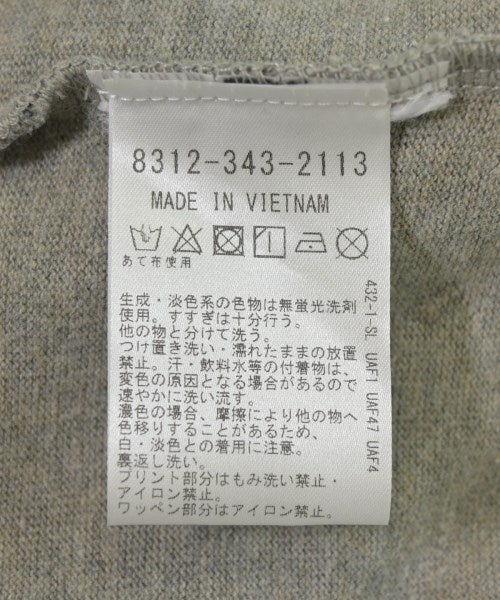 8312-343-2113
MADE IN VIETNAM
あて布使用
生成・淡色系の色物は無蛍光洗剤
使用。すすぎは十分行う。
他の物と分けて洗う。
つけ置き洗い・濡れたままの放置
禁止。汗・飲料水等の付着物は、
変色の原因となる場合があるので
速やかに洗い流す。
濃色の場合、摩擦により他の物へ
色移りすることがあるため、
白・淡色との着用に注意。
裏返し洗い。
プリント部分はもみ洗い禁止・
アイロン禁止。
ワッペン部分はアイロン禁止。
432-1-SL UAF1 UAF47 UAF4